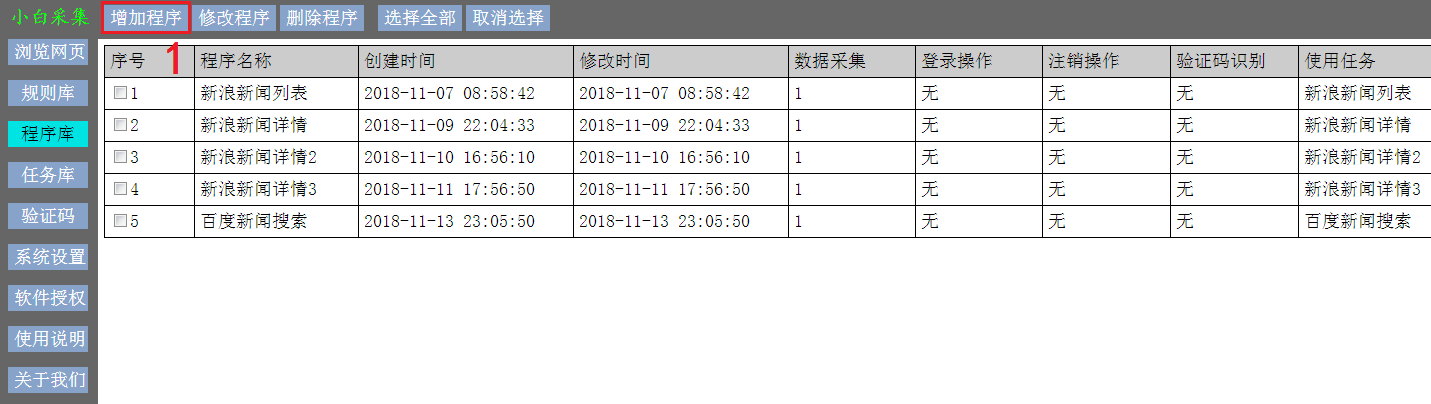 小白采集 增加程序 修改程序 删除程序 选择全部 取消选择
1
浏览网页
规则库
程序库
任务库
验证码
系统设置
软件授权
使用说明
关于我们
序号 程序名称 创建时间 修改时间 数据采集 登录操作 注销操作 验证码识别 使用任务
1 新浪新闻列表 2018-11-07 08:58:42 2018-11-07 08:58:42 1 无 无 无 新浪新闻列表
2 新浪新闻详情 2018-11-09 22:04:33 2018-11-09 22:04:33 1 无 无 无 新浪新闻详情
3 新浪新闻详情2 2018-11-10 16:56:10 2018-11-10 16:56:10 1 无 无 无 新浪新闻详情2
4 新浪新闻详情3 2018-11-11 17:56:50 2018-11-11 17:56:50 1 无 无 无 新浪新闻详情3
5 百度新闻搜索 2018-11-13 23:05:50 2018-11-13 23:05:50 1 无 无 无 百度新闻搜索